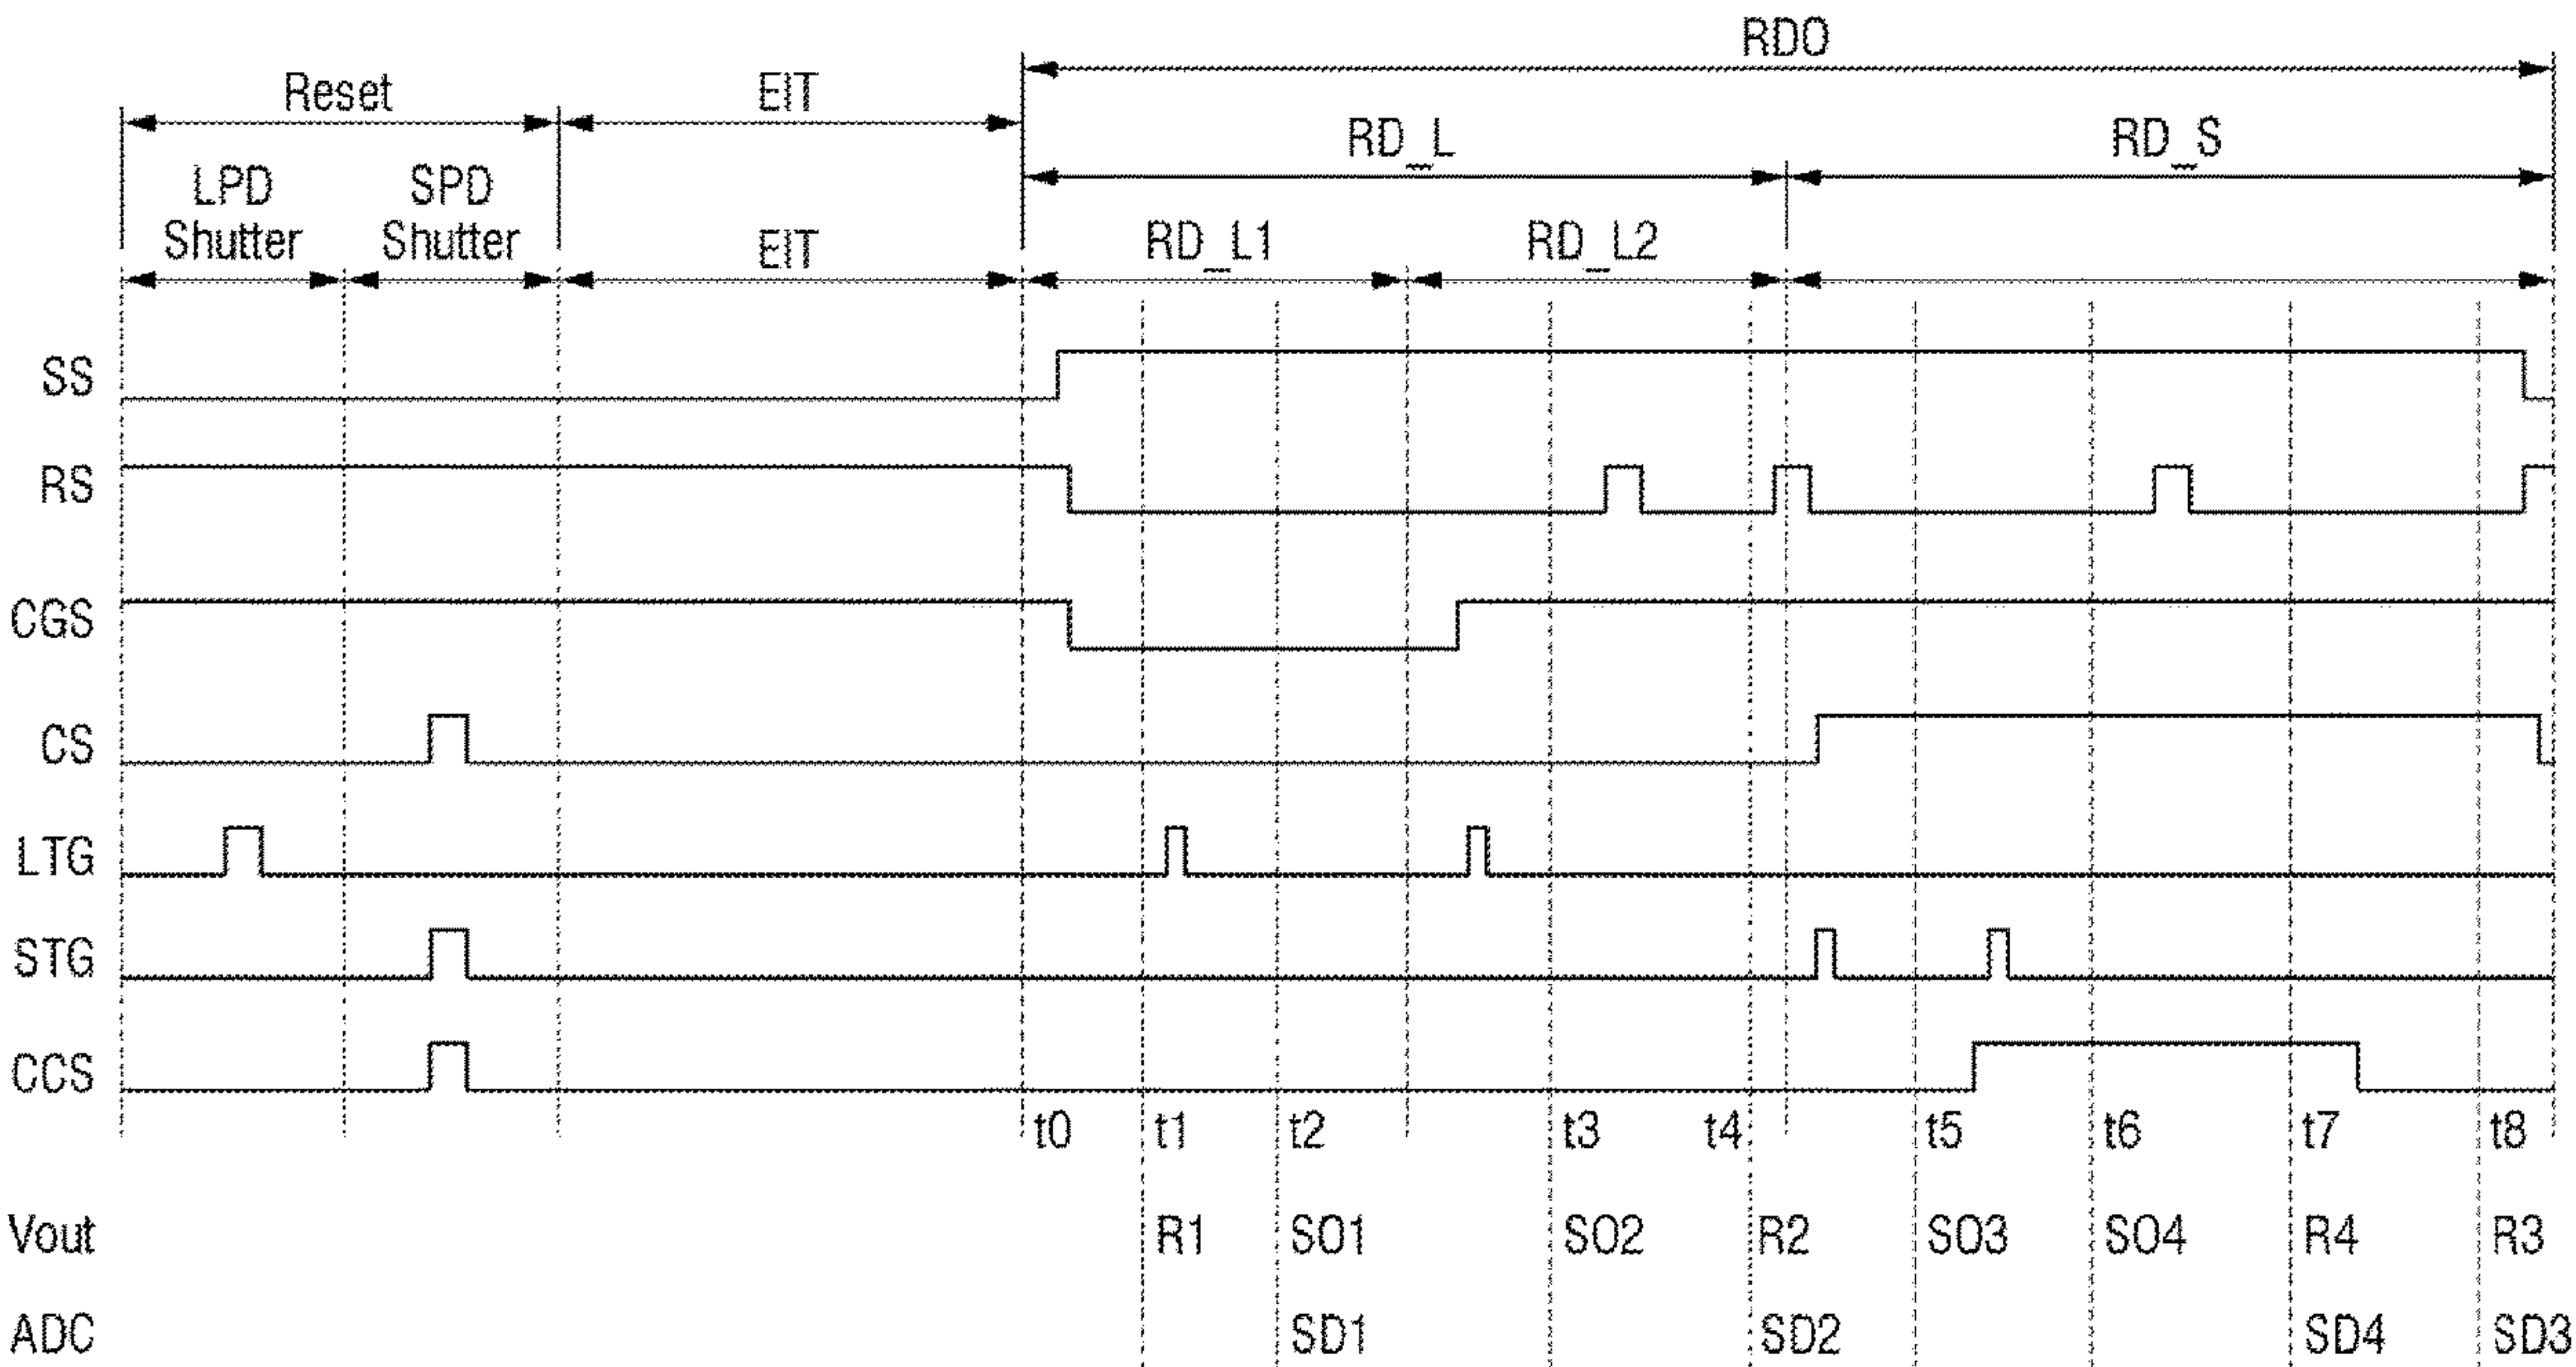 RDO
Reset EIT
RD_L RD_S
LPD Shutter SPD Shutter EIT RD_L1 RD_L2
SS
RS
CGS
CS
LTG
STG
CCS
t0 t1 t2 t3 t4 t5 t6 t7 t8
Vout R1 SO1 SO2 R2 SO3 SO4 R4 R3
ADC SD1 SD2 SD4 SD3